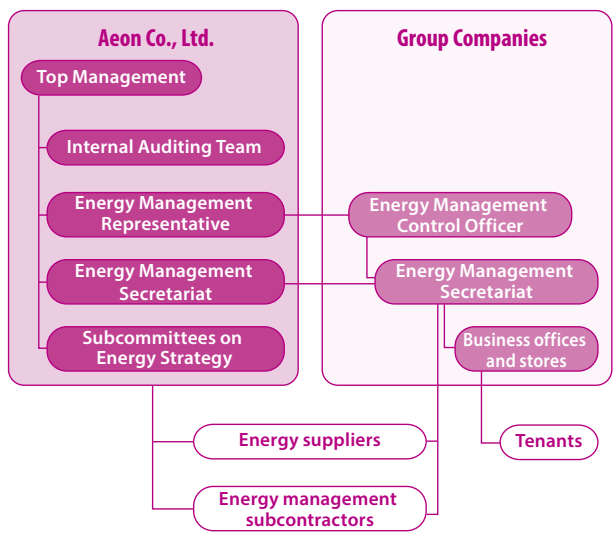 Aeon Co., Ltd.
Top Management
Internal Auditing Team
Energy Management
Representative
Energy Management
Secretariat
Subcommittees on
Energy Strategy
Group Companies
Energy Management
Control Officer
Energy Management
Secretariat
Business offices
and stores
Energy suppliers
Tenants
Energy management
subcontractors